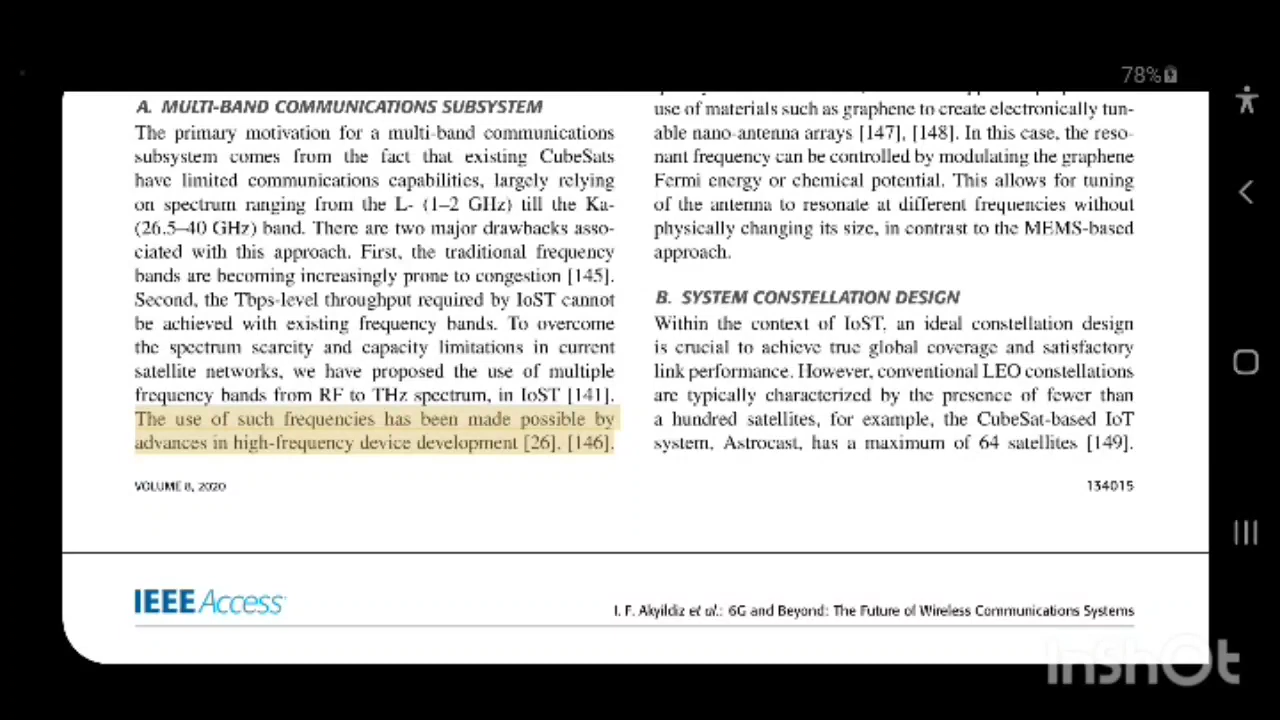 78%
A. MULTI-BAND COMMUNICATIONS SUBSYSTEM
The primary motivation for a multi-band communications
subsystem comes from the fact that existing CubeSats
have limited communications capabilities, largely relying
on spectrum ranging from the L- (1–2 GHz) till the Ka-
(26.5–40 GHz) band. There are two major drawbacks asso-
ciated with this approach. First, the traditional frequency
bands are becoming increasingly prone to congestion [145].
Second, the Tbps-level throughput required by IoST cannot
be achieved with existing frequency bands. To overcome
the spectrum scarcity and capacity limitations in current
satellite networks, we have proposed the use of multiple
frequency bands from RF to THz spectrum, in IoST [141].
The use of such frequencies has been made possible by
advances in high-frequency device development [26], [146].
use of materials such as graphene to create electronically tun-
able nano-antenna arrays [147], [148]. In this case, the reso-
nant frequency can be controlled by modulating the graphene
Fermi energy or chemical potential. This allows for tuning
of the antenna to resonate at different frequencies without
physically changing its size, in contrast to the MEMS-based
approach.
B. SYSTEM CONSTELLATION DESIGN
Within the context of IoST, an ideal constellation design
is crucial to achieve true global coverage and satisfactory
link performance. However, conventional LEO constellations
are typically characterized by the presence of fewer than
a hundred satellites, for example, the CubeSat-based IoT
system, Astrocast, has a maximum of 64 satellites [149].
VOLUME 8, 2020
134015
IEEE Access
I. F. Akyildiz et al.: 6G and Beyond: The Future of Wireless Communications Systems
InShOt